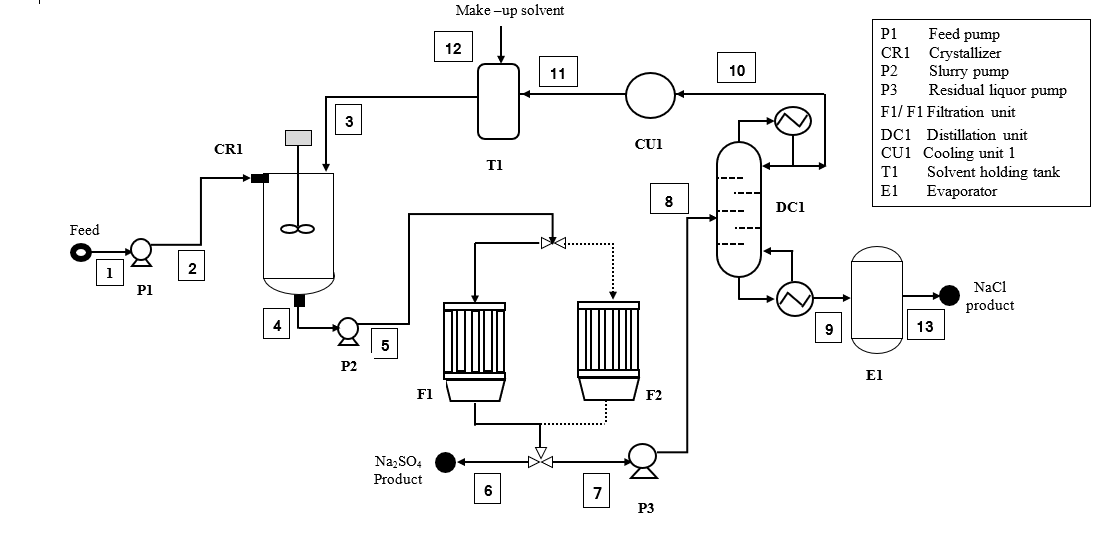 Make –up solvent
12
11
10
3
CR1
T1
CU1
P1 Feed pump
CR1 Crystallizer
P2 Slurry pump
P3 Residual liquor pump
F1/ F1 Filtration unit
DC1 Distillation unit
CU1 Cooling unit 1
T1 Solvent holding tank
E1 Evaporator
Feed
1
2
P1
8
DC1
4
5
P2
9
13
NaCl
product
E1
F1
F2
Na₂SO₄
Product
6
7
P3